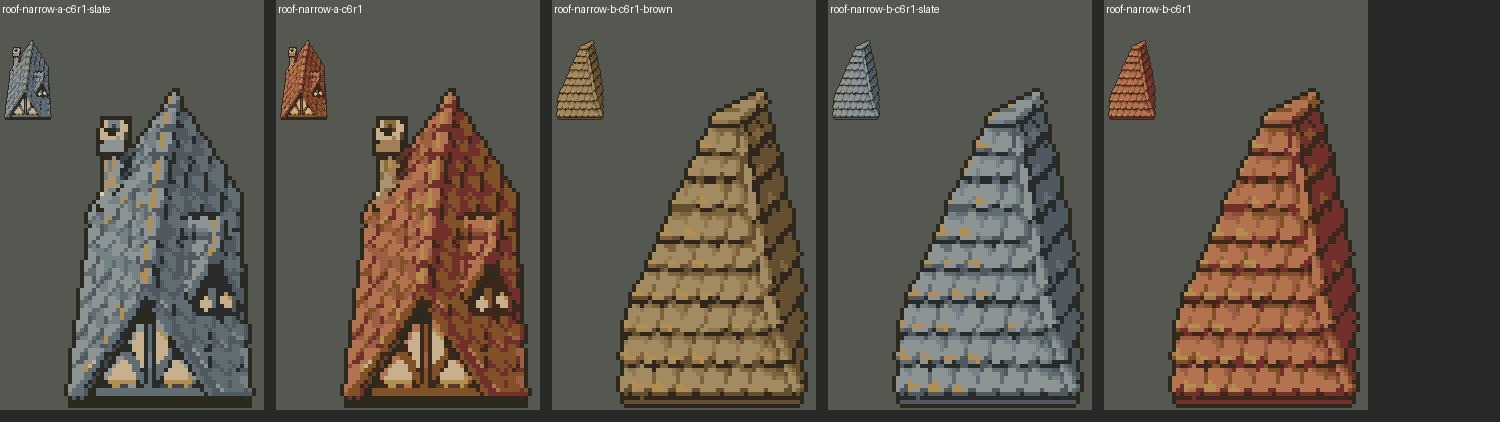 roof-narrow-a-c6r1-slate
roof-narrow-a-c6r1
roof-narrow-b-c6r1-brown
roof-narrow-b-c6r1-slate
roof-narrow-b-c6r1